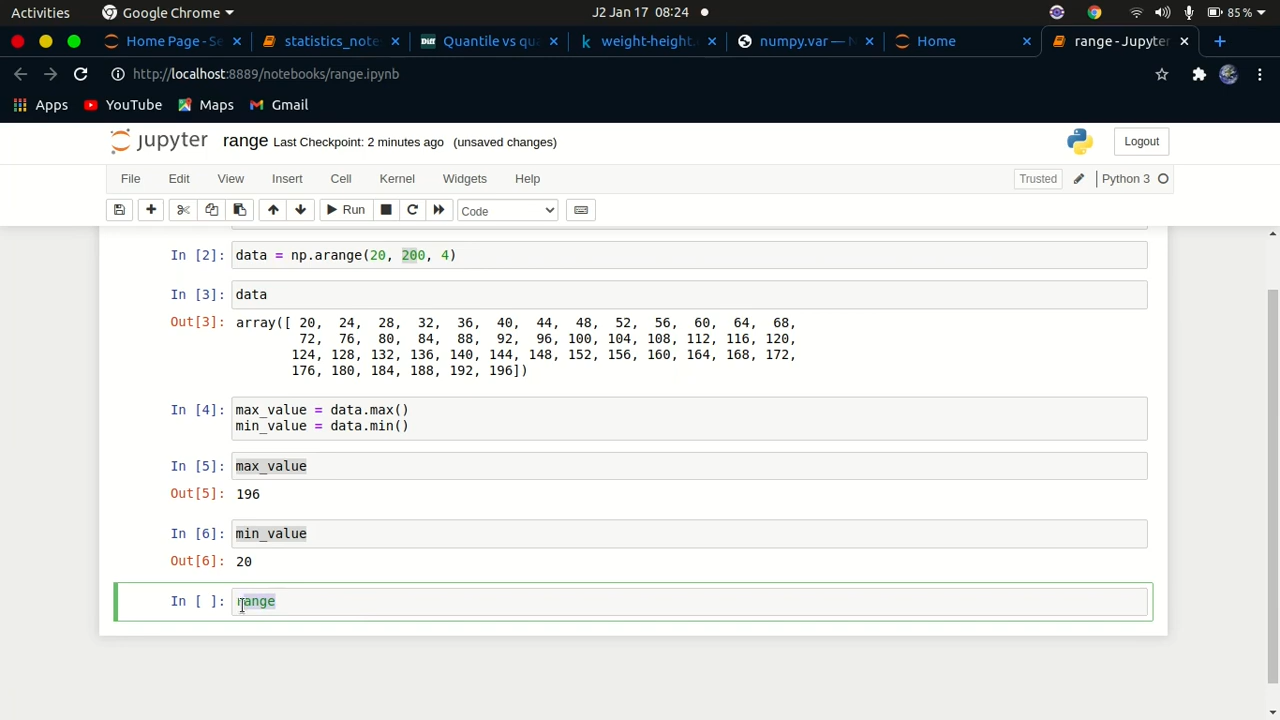 Activities Google Chrome J2 Jan 17 08:24 85 %
Home Page - Se statistics_note Quantile vs qu weight-height. numpy.var — N Home range - Jupyter
http://localhost:8889/notebooks/range.ipynb
Apps YouTube Maps Gmail
jupyter range Last Checkpoint: 2 minutes ago (unsaved changes) Logout
File Edit View Insert Cell Kernel Widgets Help Trusted Python 3
Run Code
In [2]: data = np.arange(20, 200, 4)
In [3]: data
Out[3]: array([ 20, 24, 28, 32, 36, 40, 44, 48, 52, 56, 60, 64, 68,
72, 76, 80, 84, 88, 92, 96, 100, 104, 108, 112, 116, 120,
124, 128, 132, 136, 140, 144, 148, 152, 156, 160, 164, 168, 172,
176, 180, 184, 188, 192, 196])
In [4]: max_value = data.max()
min_value = data.min()
In [5]: max_value
Out[5]: 196
In [6]: min_value
Out[6]: 20
In [ ]: range